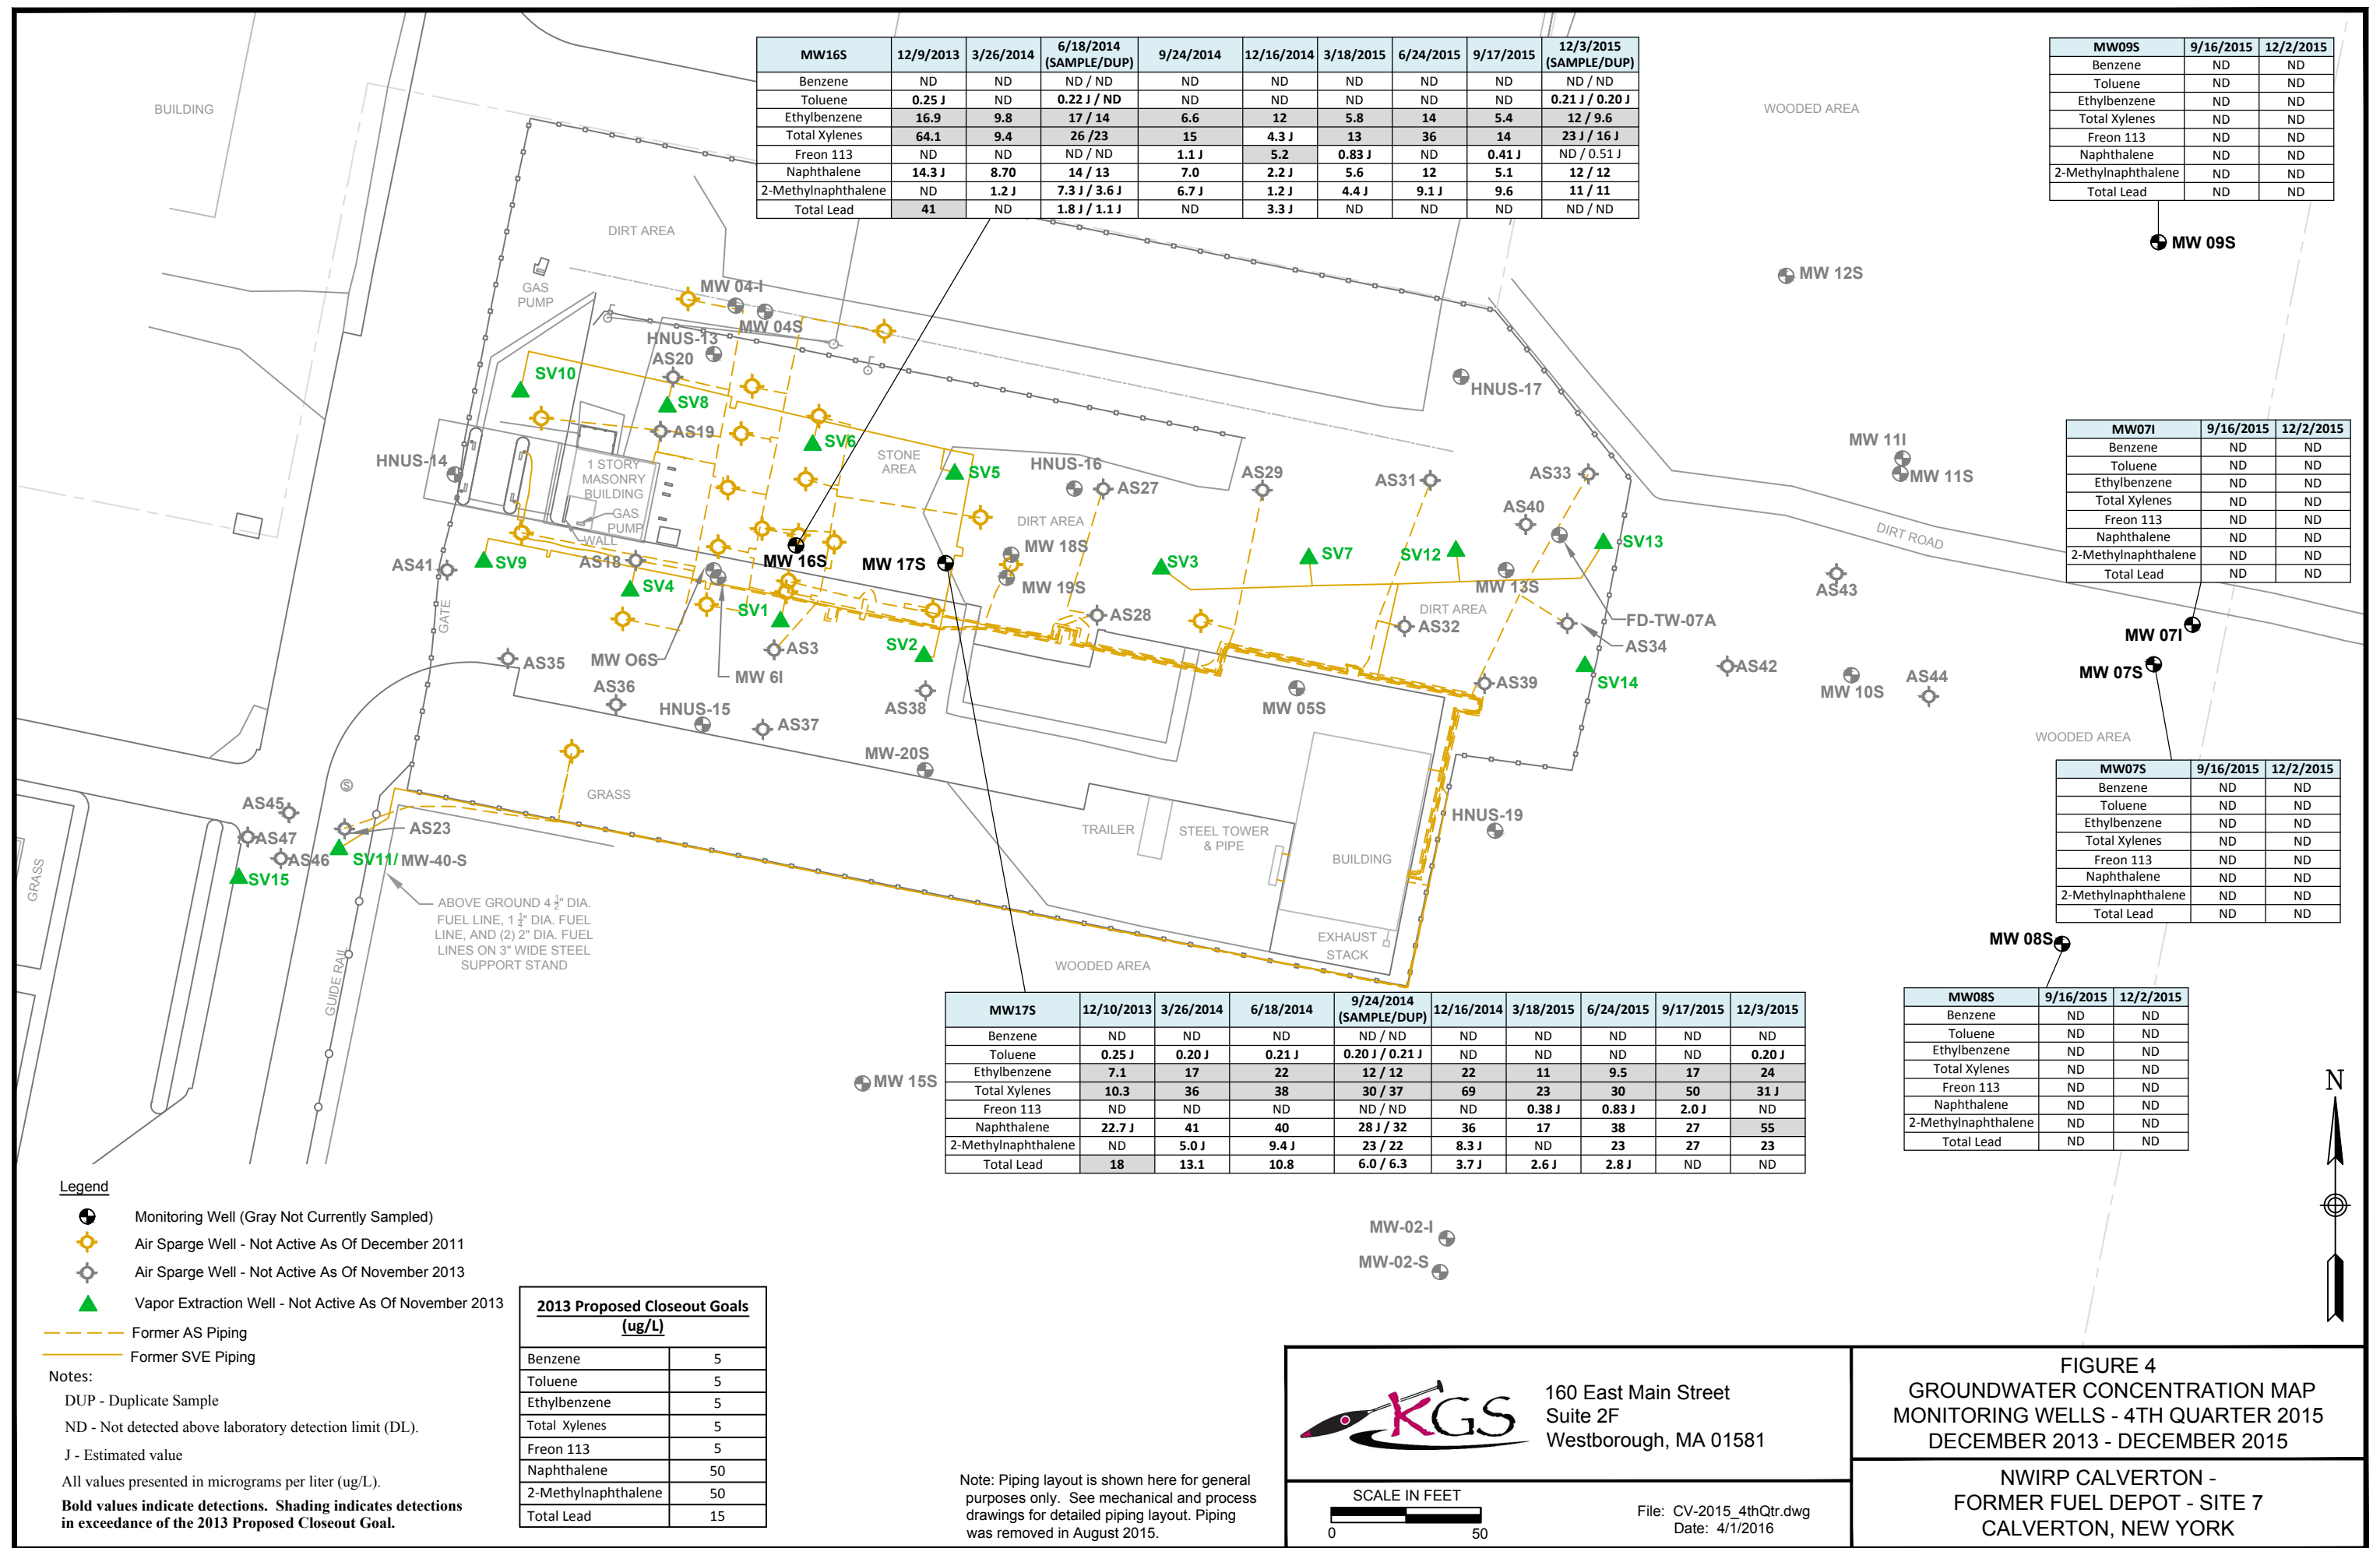 MW16S 12/9/2013 3/26/2014 6/18/2014 (SAMPLE/DUP) 9/24/2014 12/16/2014 3/18/2015 6/24/2015 9/17/2015 12/3/2015 (SAMPLE/DUP)
Benzene ND ND ND / ND ND ND ND ND ND ND / ND
Toluene 0.25 J ND 0.22 J / ND ND ND ND ND ND 0.21 J / 0.20 J
Ethylbenzene 16.9 9.8 17 / 14 6.6 12 5.8 14 5.4 12 / 9.6
Total Xylenes 64.1 9.4 26 /23 15 4.3 J 13 36 14 23 J / 16 J
Freon 113 ND ND ND / ND 1.1 J 5.2 0.83 J ND 0.41 J ND / 0.51 J
Naphthalene 14.3 J 8.70 14 / 13 7.0 2.2 J 5.6 12 5.1 12 / 12
2-Methylnaphthalene ND 1.2 J 7.3 J / 3.6 J 6.7 J 1.2 J 4.4 J 9.1 J 9.6 11 / 11
Total Lead 41 ND 1.8 J / 1.1 J ND 3.3 J ND ND ND ND / ND
MW09S 9/16/2015 12/2/2015
Benzene ND ND
Toluene ND ND
Ethylbenzene ND ND
Total Xylenes ND ND
Freon 113 ND ND
Naphthalene ND ND
2-Methylnaphthalene ND ND
Total Lead ND ND
BUILDING
WOODED AREA
DIRT AREA
MW 09S
MW 12S
GAS
PUMP
MW 04-I
MW 04S
HNUS-13
AS20
SV10
SV8
HNUS-17
AS19
SV6
STONE
AREA
HNUS-14
1 STORY
MASONRY
BUILDING
GAS
PUMP
WALL
SV5
HNUS-16
AS27
AS29
AS31
AS33
AS40
DIRT AREA
MW 11I
MW 11S
DIRT ROAD
MW07I 9/16/2015 12/2/2015
Benzene ND ND
Toluene ND ND
Ethylbenzene ND ND
Total Xylenes ND ND
Freon 113 ND ND
Naphthalene ND ND
2-Methylnaphthalene ND ND
Total Lead ND ND
AS41
SV9
AS18
SV4
MW 16S
MW 17S
MW 18S
MW 19S
SV3
SV7
SV12
SV13
MW 13S
AS43
GATE
SV1
SV2
AS28
DIRT AREA
AS32
FD-TW-07A
AS34
MW 07I
AS35
MW O6S
MW 6I
AS3
AS36
HNUS-15
AS37
AS38
MW 05S
AS39
SV14
AS42
MW 10S
AS44
MW 07S
MW-20S
WOODED AREA
GRASS
MW07S 9/16/2015 12/2/2015
Benzene ND ND
Toluene ND ND
Ethylbenzene ND ND
Total Xylenes ND ND
Freon 113 ND ND
Naphthalene ND ND
2-Methylnaphthalene ND ND
Total Lead ND ND
S
AS45
AS47
AS46
AS23
SV11/ MW-40-S
SV15
GRASS
TRAILER
STEEL TOWER
& PIPE
BUILDING
HNUS-19
ABOVE GROUND 4 1/2" DIA.
FUEL LINE, 1 1/4" DIA. FUEL
LINE, AND (2) 2" DIA. FUEL
LINES ON 3" WIDE STEEL
SUPPORT STAND
GUIDE RAIL
EXHAUST
STACK
WOODED AREA
MW 08S
MW08S 9/16/2015 12/2/2015
Benzene ND ND
Toluene ND ND
Ethylbenzene ND ND
Total Xylenes ND ND
Freon 113 ND ND
Naphthalene ND ND
2-Methylnaphthalene ND ND
Total Lead ND ND
MW17S 12/10/2013 3/26/2014 6/18/2014 9/24/2014 (SAMPLE/DUP) 12/16/2014 3/18/2015 6/24/2015 9/17/2015 12/3/2015
Benzene ND ND ND ND / ND ND ND ND ND ND
Toluene 0.25 J 0.20 J 0.21 J 0.20 J / 0.21 J ND ND ND ND 0.20 J
Ethylbenzene 7.1 17 22 12 / 12 22 11 9.5 17 24
Total Xylenes 10.3 36 38 30 / 37 69 23 30 50 31 J
Freon 113 ND ND ND ND / ND ND 0.38 J 0.83 J 2.0 J ND
Naphthalene 22.7 J 41 40 28 J / 32 36 17 38 27 55
2-Methylnaphthalene ND 5.0 J 9.4 J 23 / 22 8.3 J ND 23 27 23
Total Lead 18 13.1 10.8 6.0 / 6.3 3.7 J 2.6 J 2.8 J ND ND
MW 15S
MW-02-I
MW-02-S
N
Legend
Monitoring Well (Gray Not Currently Sampled)
Air Sparge Well - Not Active As Of December 2011
Air Sparge Well - Not Active As Of November 2013
Vapor Extraction Well - Not Active As Of November 2013
Former AS Piping
Former SVE Piping
Notes:
DUP - Duplicate Sample
ND - Not detected above laboratory detection limit (DL).
J - Estimated value
All values presented in micrograms per liter (ug/L).
Bold values indicate detections. Shading indicates detections
in exceedance of the 2013 Proposed Closeout Goal.
2013 Proposed Closeout Goals
(ug/L)
Benzene 5
Toluene 5
Ethylbenzene 5
Total Xylenes 5
Freon 113 5
Naphthalene 50
2-Methylnaphthalene 50
Total Lead 15
Note: Piping layout is shown here for general
purposes only. See mechanical and process
drawings for detailed piping layout. Piping
was removed in August 2015.
KGS
160 East Main Street
Suite 2F
Westborough, MA 01581
SCALE IN FEET
0 50
File: CV-2015_4thQtr.dwg
Date: 4/1/2016
FIGURE 4
GROUNDWATER CONCENTRATION MAP
MONITORING WELLS - 4TH QUARTER 2015
DECEMBER 2013 - DECEMBER 2015
NWIRP CALVERTON -
FORMER FUEL DEPOT - SITE 7
CALVERTON, NEW YORK